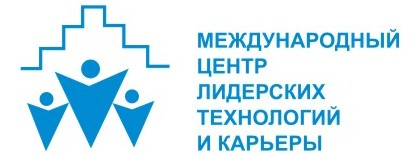 МЕЖДУНАРОДНЫЙ
ЦЕНТР
ЛИДЕРСКИХ
ТЕХНОЛОГИЙ
И КАРЬЕРЫ